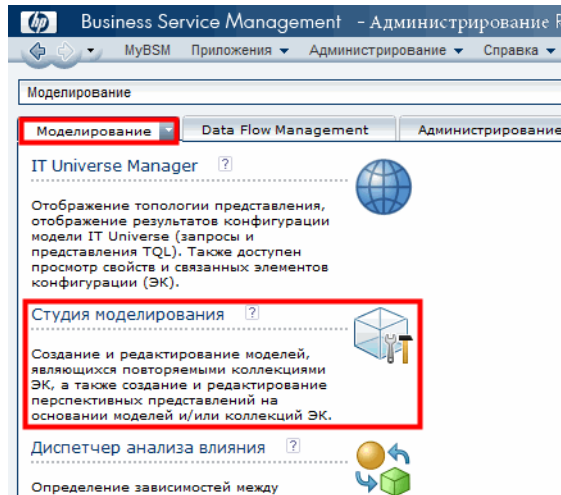 hp Business Service Management - Администрирование
MyBSM Приложения Администрирование Справка
Моделирование
Моделирование Data Flow Management Администрирование
IT Universe Manager ?
Отображение топологии представления,
отображение результатов конфигурации
модели IT Universe (запросы и
представления TQL). Также доступен
просмотр свойств и связанных элементов
конфигурации (ЭК).
Студия моделирования ?
Создание и редактирование моделей,
являющихся повторяемыми коллекциями
ЭК, а также создание и редактирование
перспективных представлений на
основании моделей и/или коллекций ЭК.
Диспетчер анализа влияния ?
Определение зависимостей между